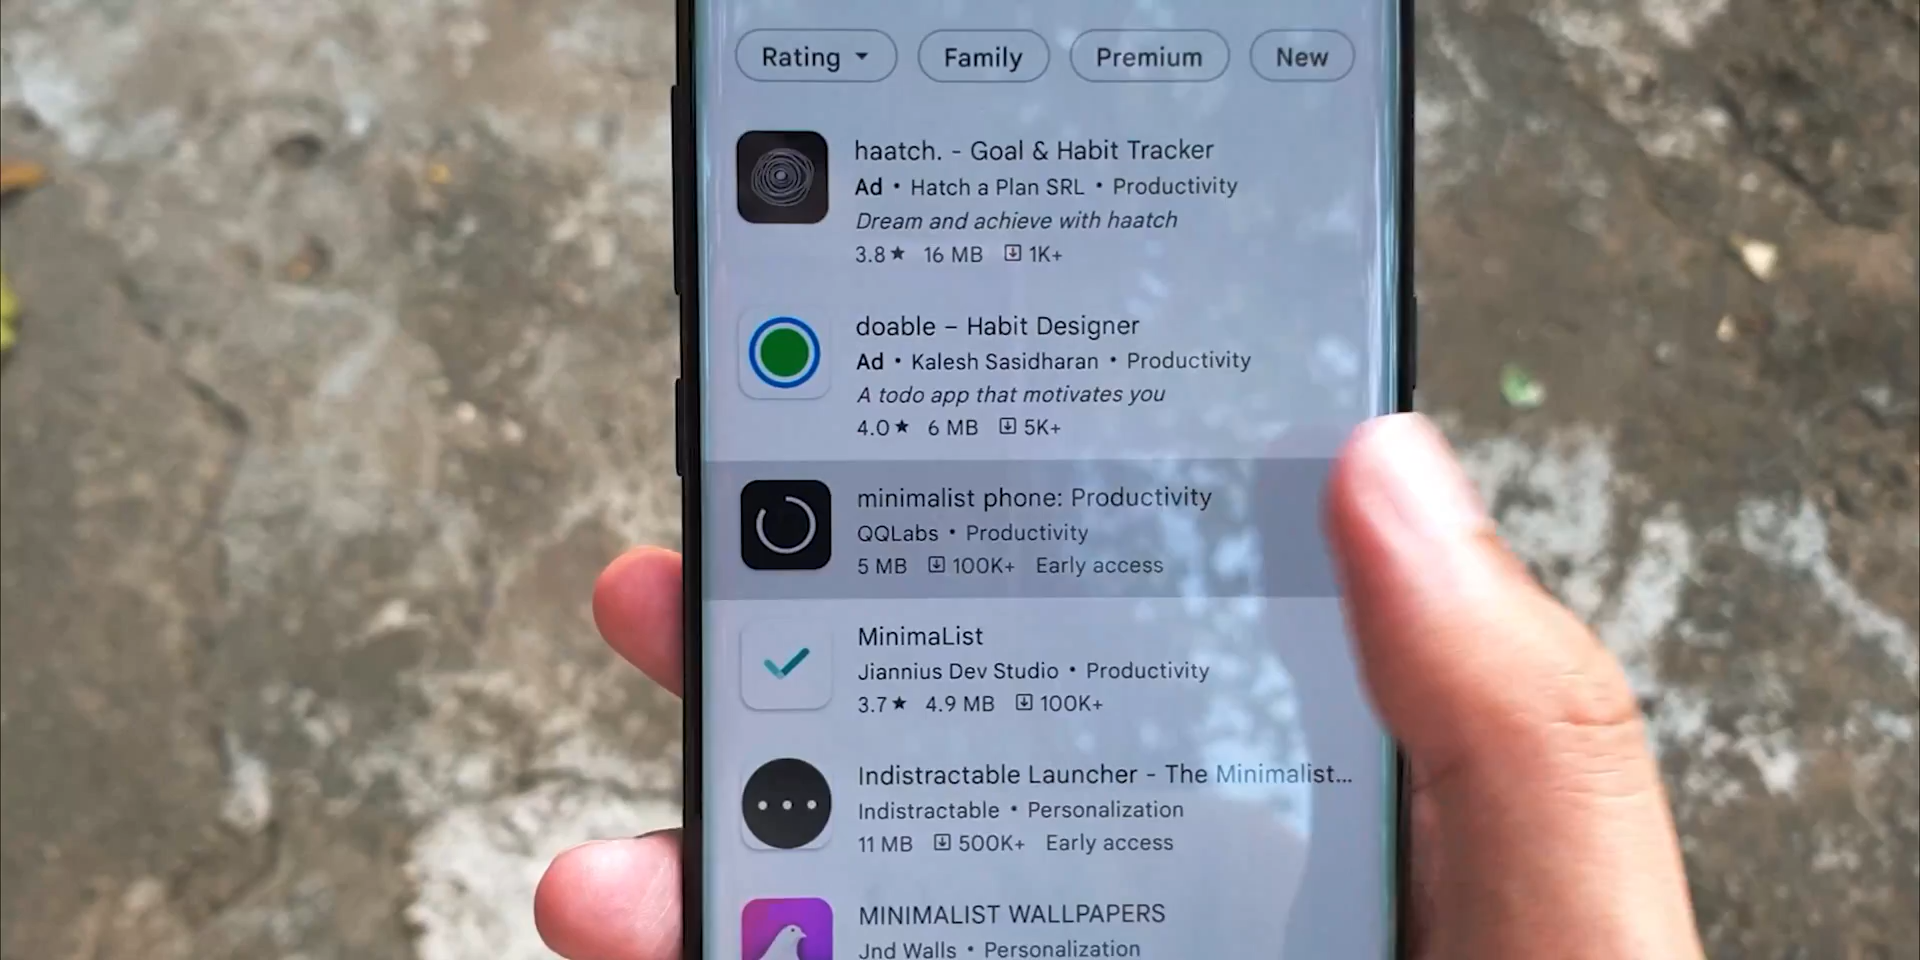 Rating Family Premium New
haatch. - Goal & Habit Tracker
Ad • Hatch a Plan SRL • Productivity
Dream and achieve with haatch
3.8★ 16 MB 1K+
doable – Habit Designer
Ad • Kalesh Sasidharan • Productivity
A todo app that motivates you
4.0★ 6 MB 5K+
minimalist phone: Productivity
QQLabs • Productivity
5 MB 100K+ Early access
MinimaList
Jiannius Dev Studio • Productivity
3.7★ 4.9 MB 100K+
Indistractable Launcher - The Minimalist...
Indistractable • Personalization
11 MB 500K+ Early access
MINIMALIST WALLPAPERS
Jnd Walls • Personalization